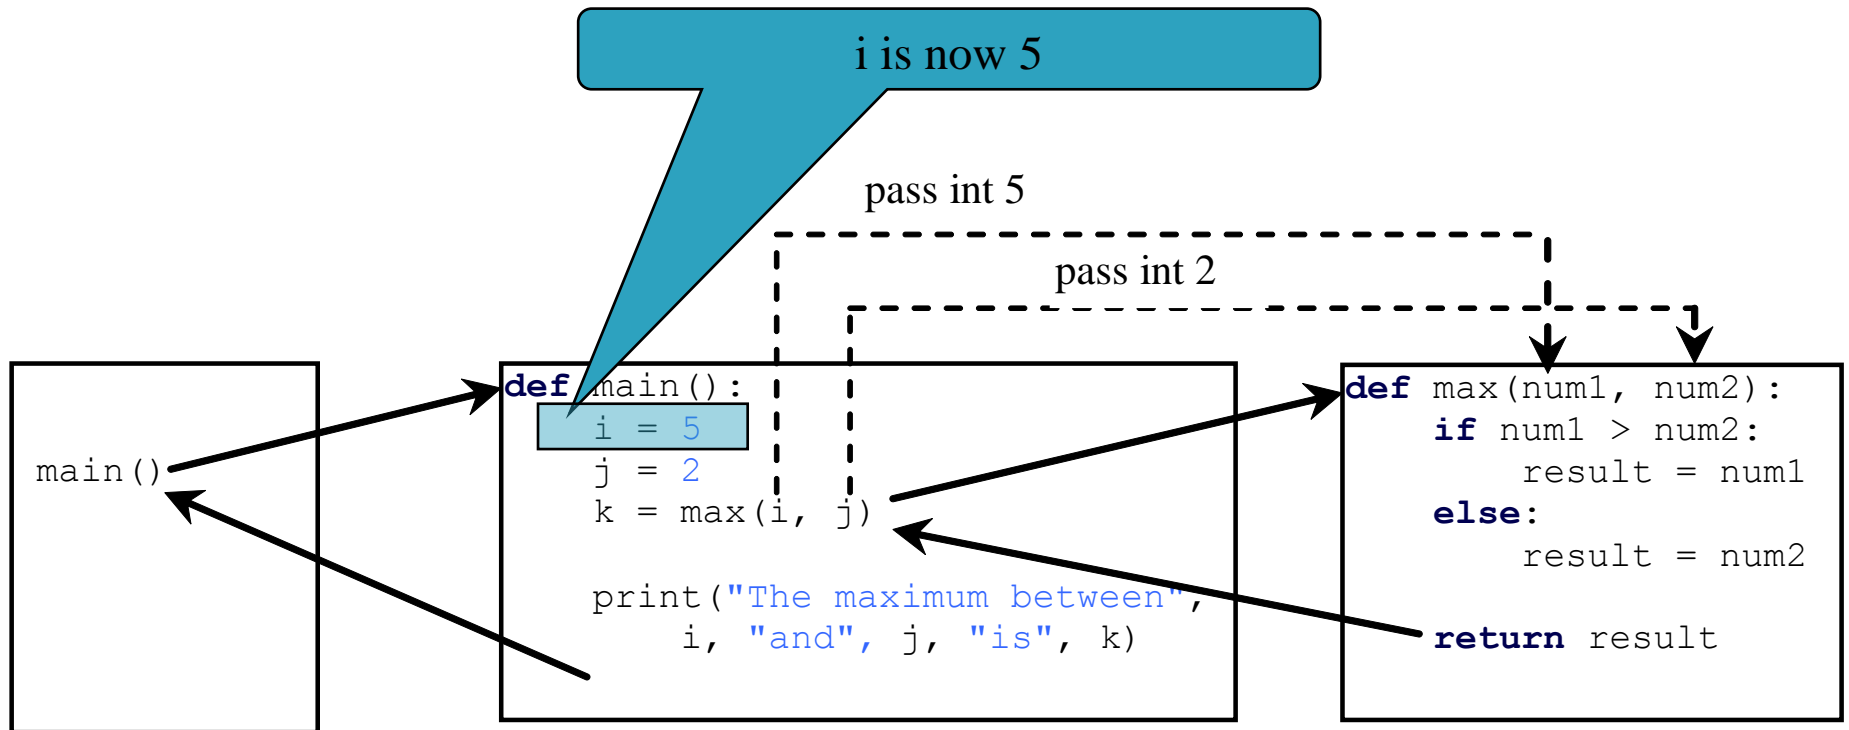 i is now 5
pass int 5
pass int 2
main()
def main():
    i = 5
    j = 2
    k = max(i, j)
    print("The maximum between",
        i, "and", j, "is", k)
def max(num1, num2):
    if num1 > num2:
        result = num1
    else:
        result = num2
    return result